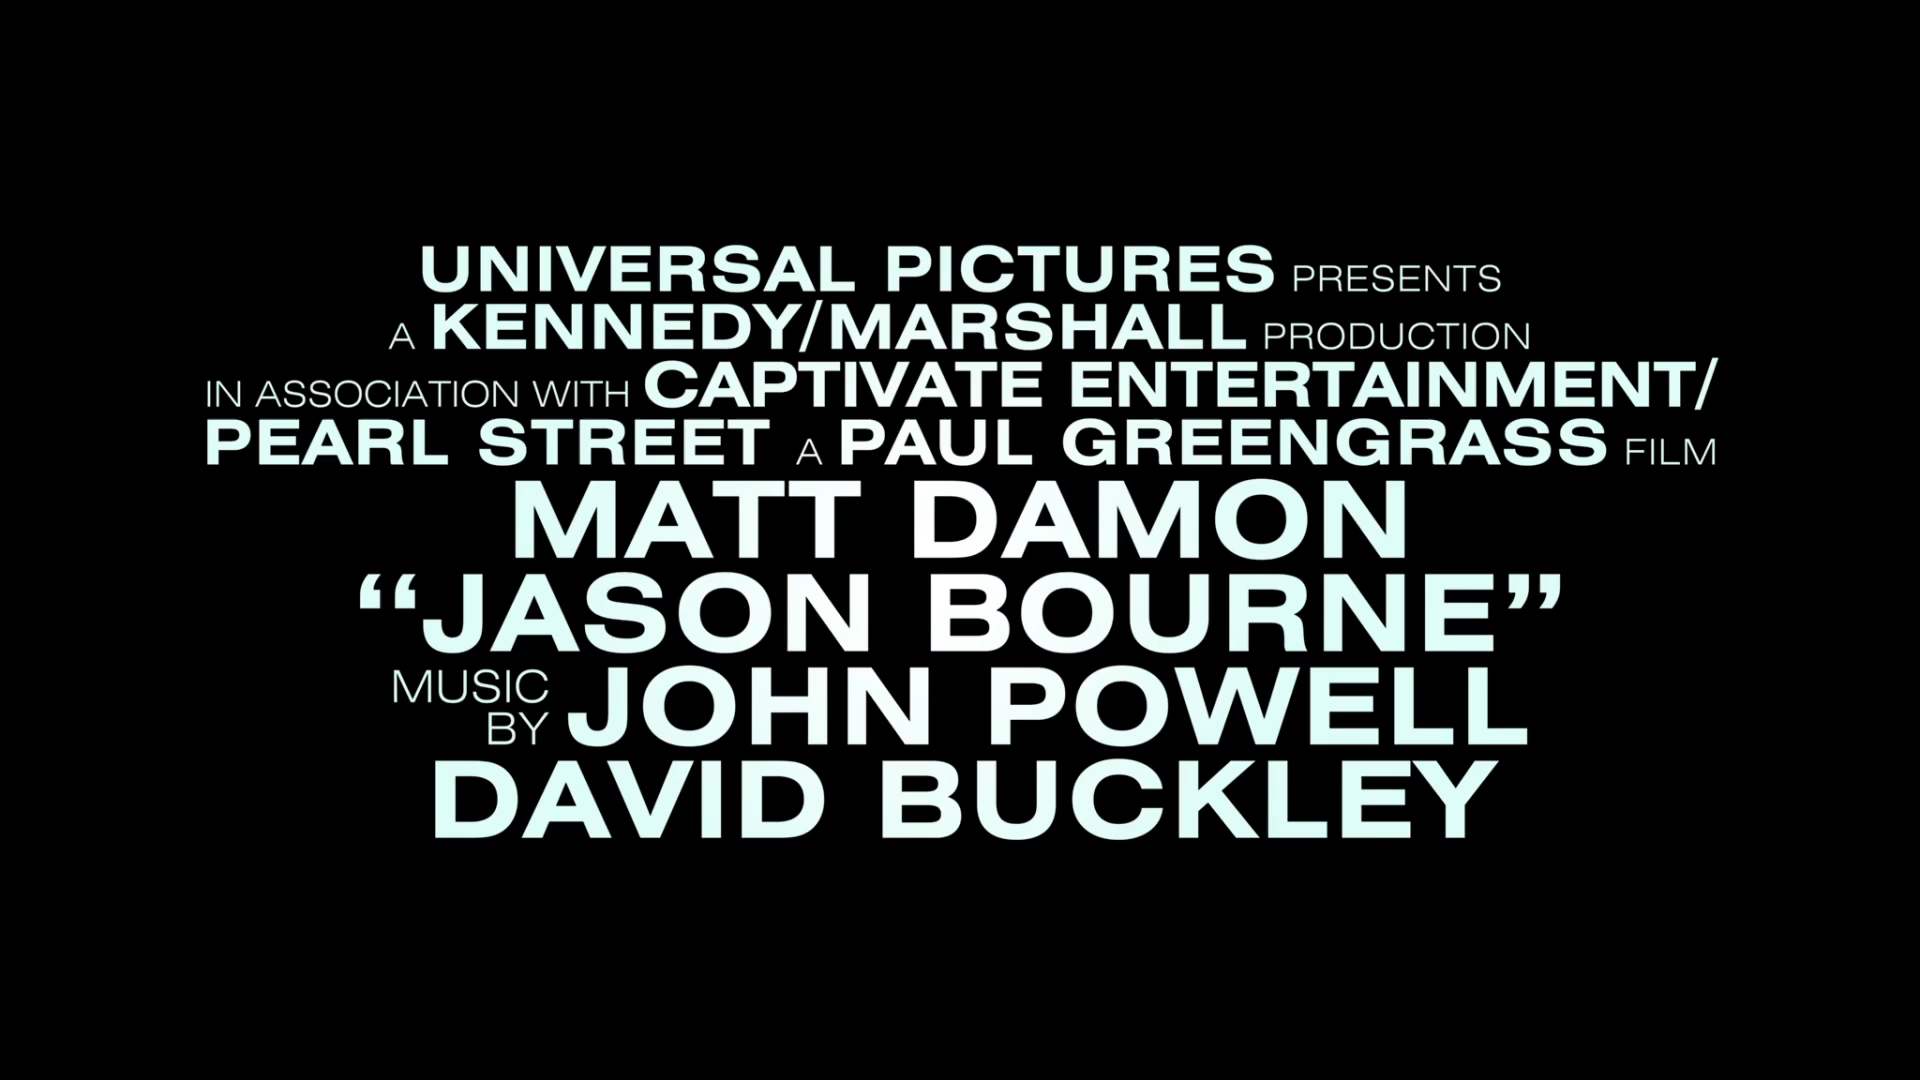 UNIVERSAL PICTURES PRESENTS
A KENNEDY/MARSHALL PRODUCTION
IN ASSOCIATION WITH CAPTIVATE ENTERTAINMENT/
PEARL STREET A PAUL GREENGRASS FILM
MATT DAMON
“JASON BOURNE”
MUSIC BY JOHN POWELL
DAVID BUCKLEY